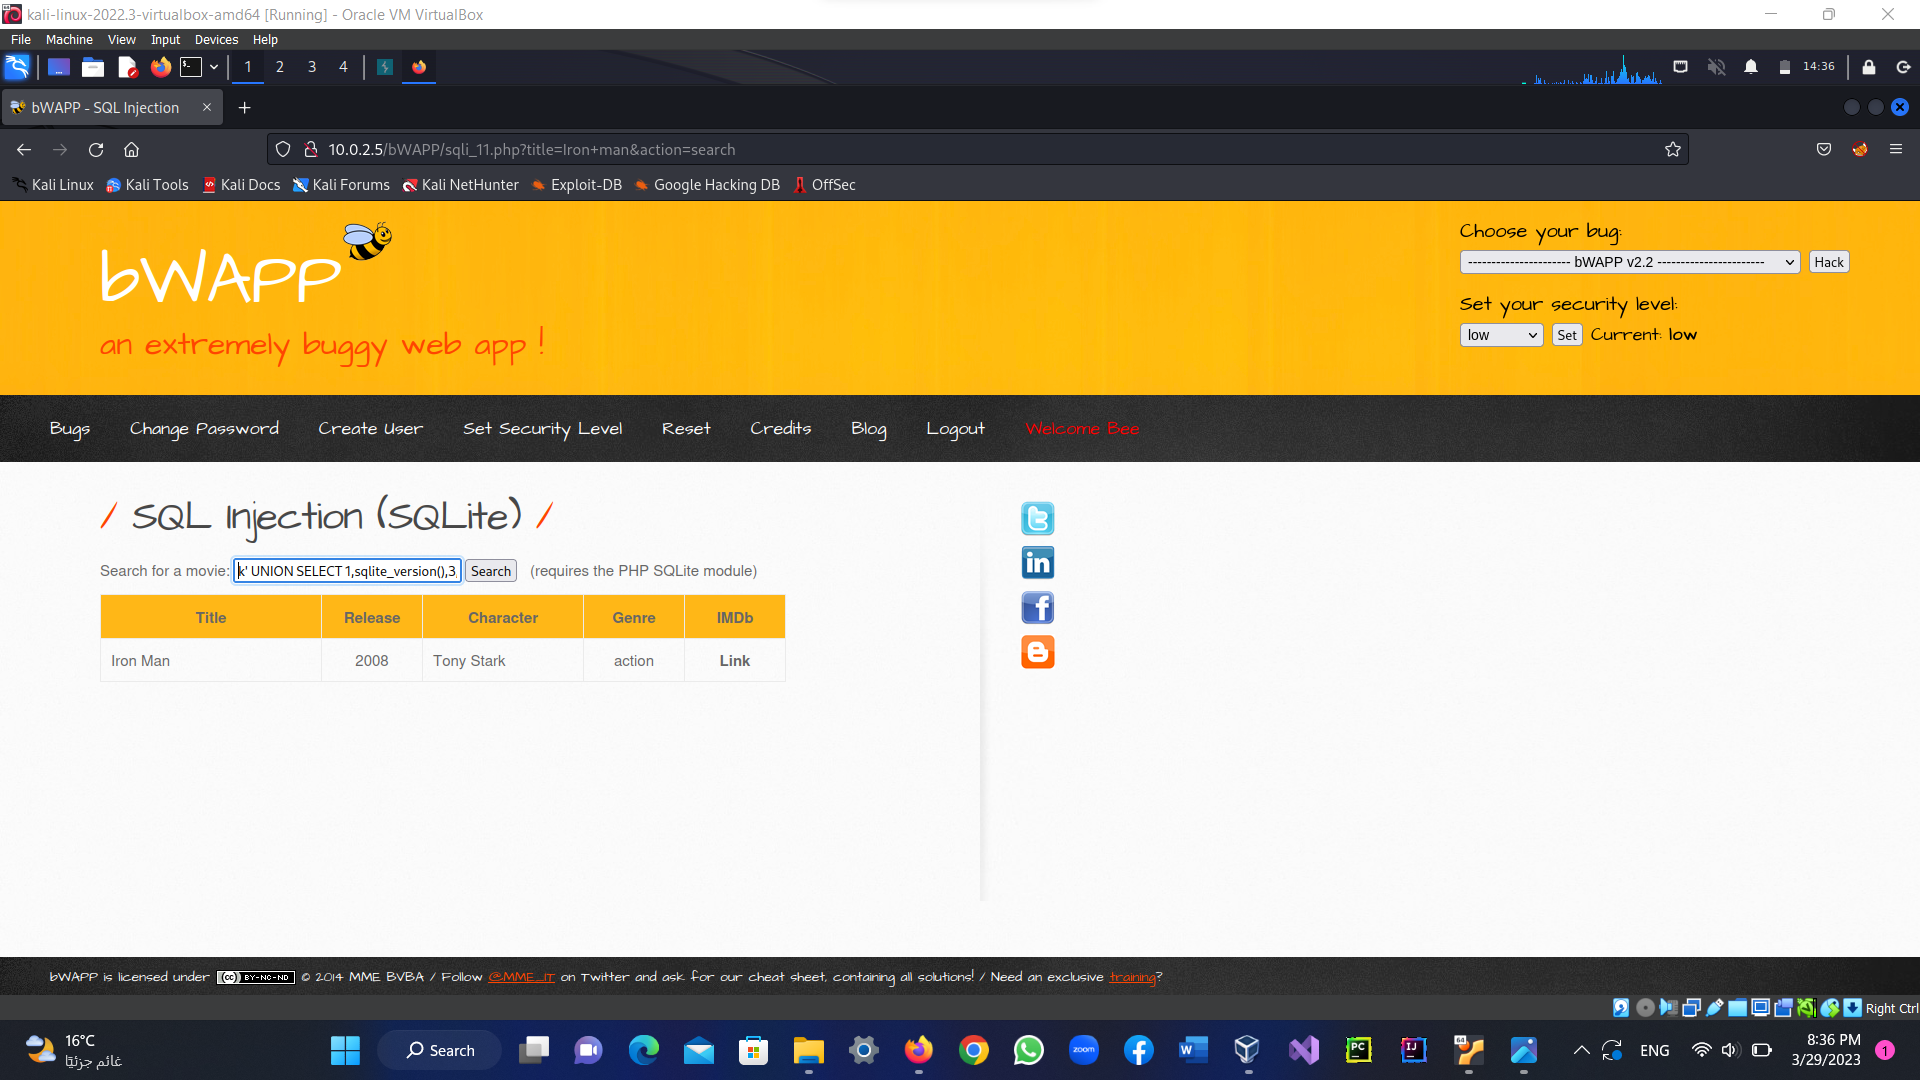 kali-linux-2022.3-virtualbox-amd64 [Running] - Oracle VM VirtualBox
File Machine View Input Devices Help
1 2 3 4 14:36
bWAPP - SQL Injection
10.0.2.5/bWAPP/sqli_11.php?title=Iron+man&action=search
Kali Linux Kali Tools Kali Docs Kali Forums Kali NetHunter Exploit-DB Google Hacking DB OffSec
bWAPP
an extremely buggy web app !
Choose your bug:
---------------------- bWAPP v2.2 ----------------------- Hack
Set your security level:
low Set Current: low
Bugs Change Password Create User Set Security Level Reset Credits Blog Logout Welcome Bee
/ SQL Injection (SQLite) /
Search for a movie: k' UNION SELECT 1,sqlite_version(),3 Search (requires the PHP SQLite module)
Title Release Character Genre IMDb
Iron Man 2008 Tony Stark action Link
bWAPP is licensed under (cc) BY-NC-ND © 2014 MME BVBA / Follow @MME_IT on Twitter and ask for our cheat sheet, containing all solutions! / Need an exclusive training?
Right Ctrl
16°C
غائم جزئيًا
Search
zoom
ENG
8:36 PM
3/29/2023
1